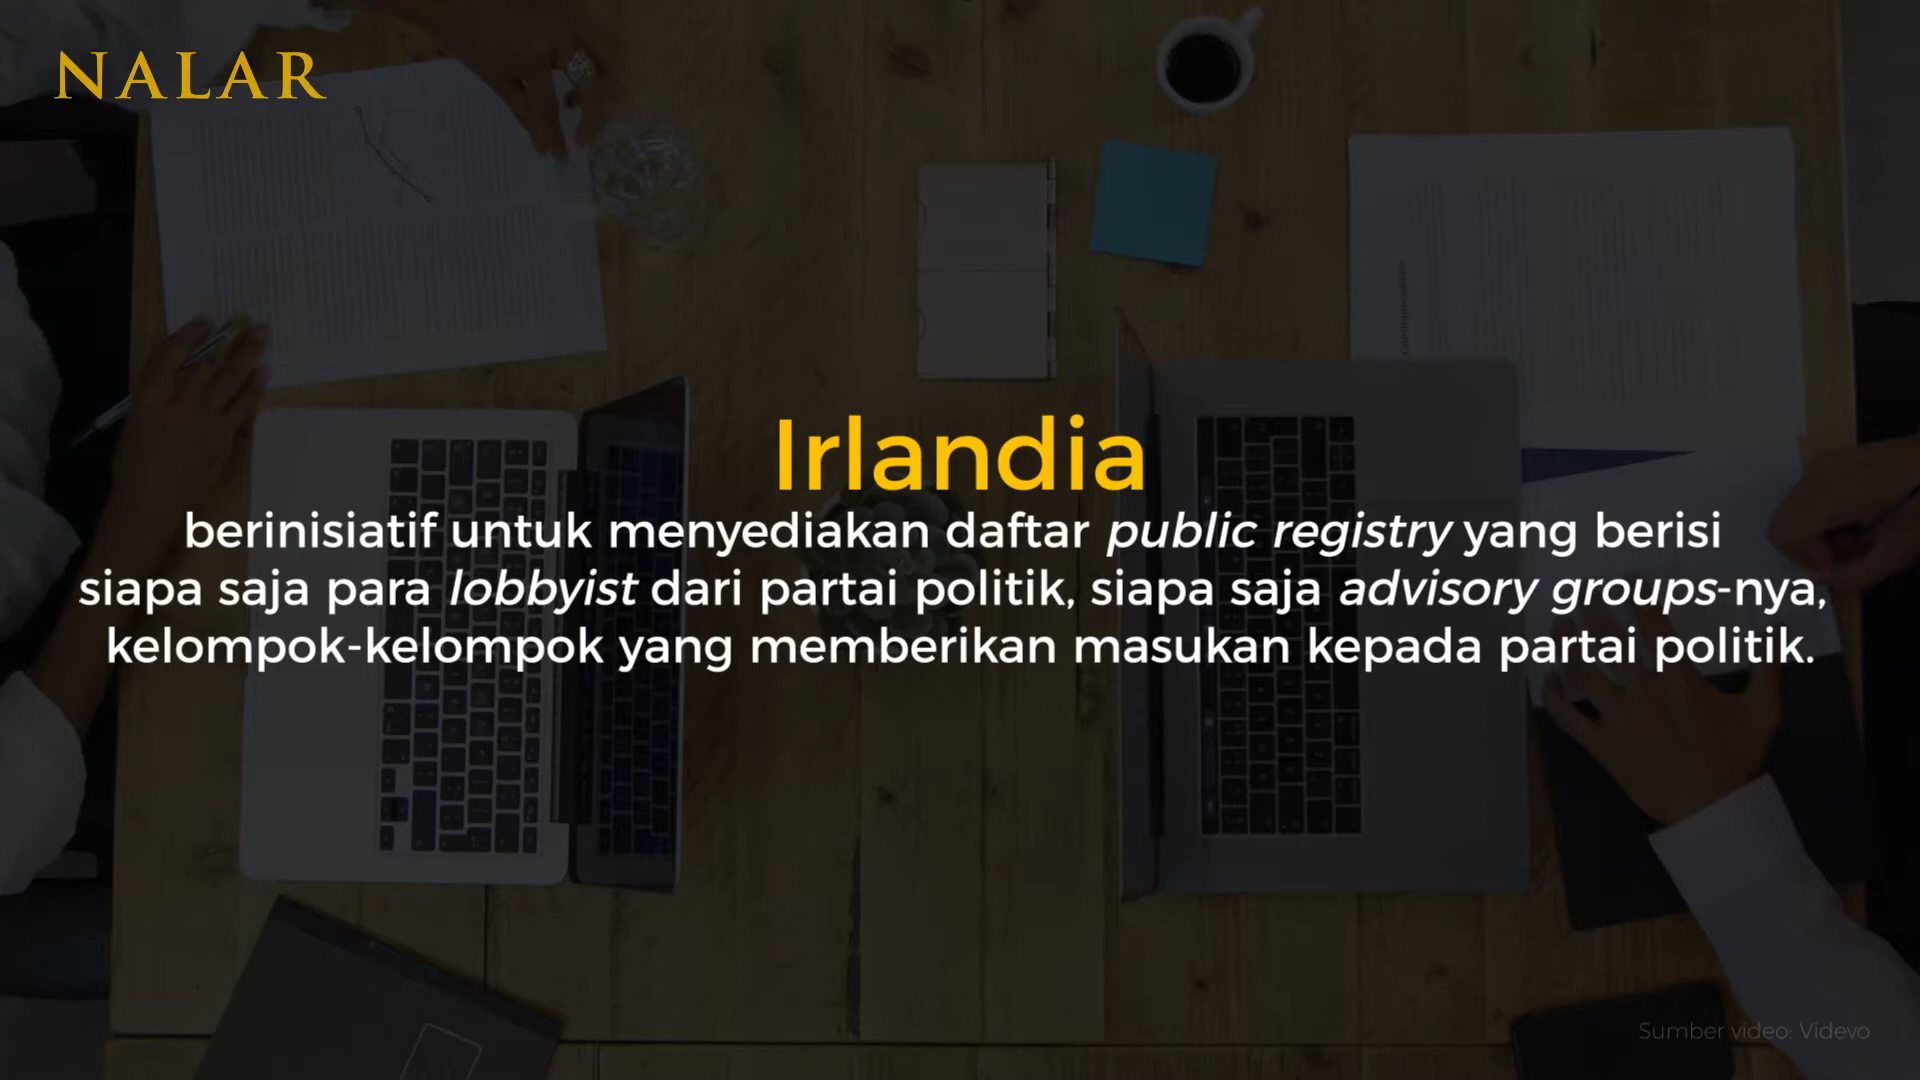 NALAR
Irlandia
berinisiatif untuk menyediakan daftar public registry yang berisi
siapa saja para lobbyist dari partai politik, siapa saja advisory groups-nya,
kelompok-kelompok yang memberikan masukan kepada partai politik.
Sumber video: Videvo